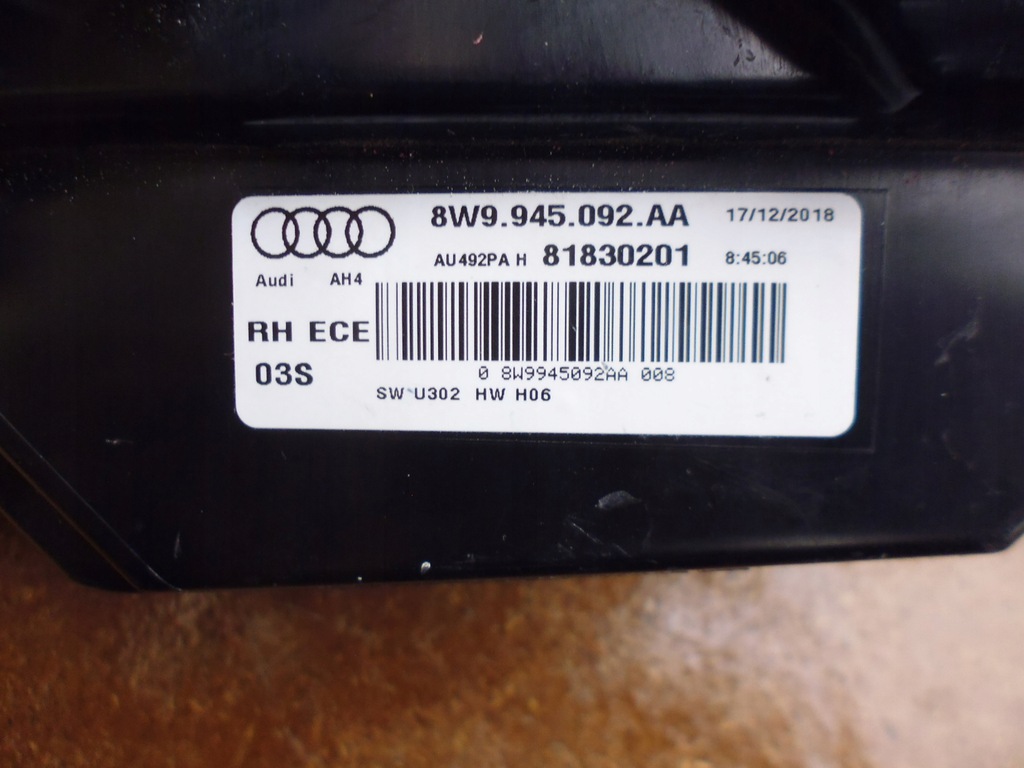 8W9.945.092.AA 17/12/2018
AU492PA H 81830201 8:45:06
Audi AH4
RH ECE
03S
0 8W9945092AA 008
SW U302 HW H06